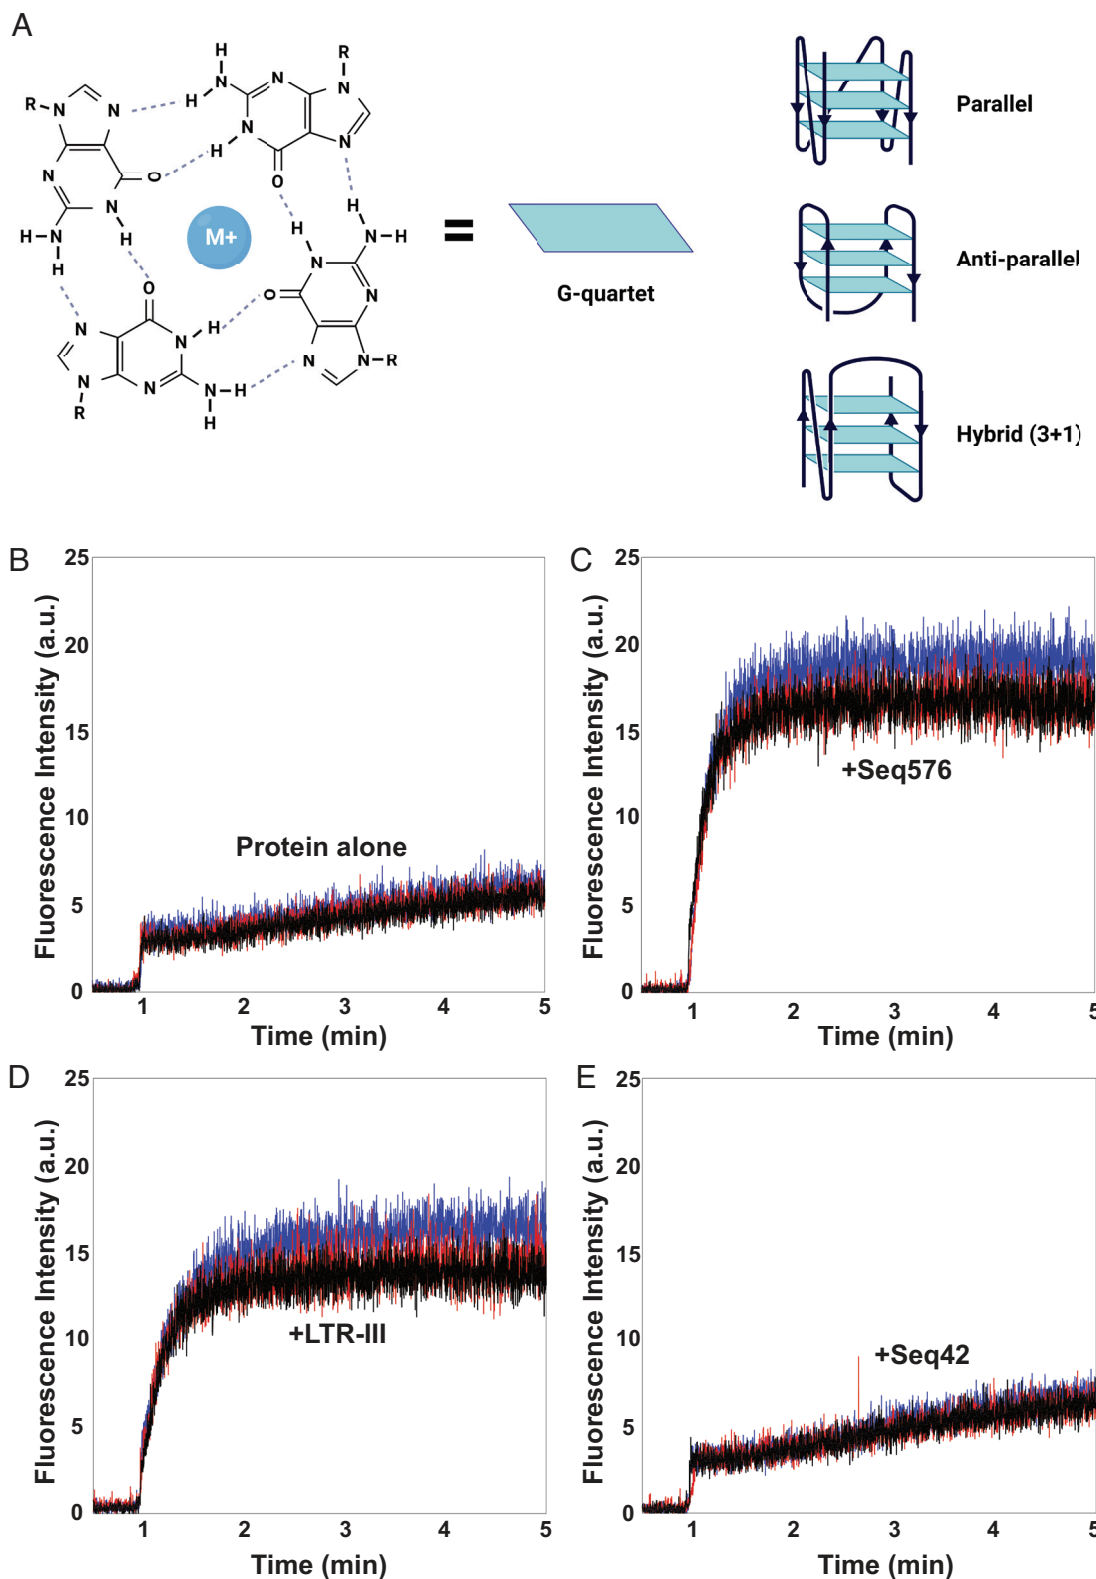 A
H
H N N R
R N N H N N
H N
N O O H
N N M+ H N H
H N H N
H H O O N
N N H N
N N N H N N R
R H
=
G-quartet
Parallel
Anti-parallel
Hybrid (3+1)
B
25
20
15
10
5
0
Fluorescence Intensity (a.u.)
Protein alone
1 2 3 4 5
Time (min)
C
25
20
15
10
5
0
Fluorescence Intensity (a.u.)
+Seq576
1 2 3 4 5
Time (min)
D
25
20
15
10
5
0
Fluorescence Intensity (a.u.)
+LTR-III
1 2 3 4 5
Time (min)
E
25
20
15
10
5
0
Fluorescence Intensity (a.u.)
+Seq42
1 2 3 4 5
Time (min)